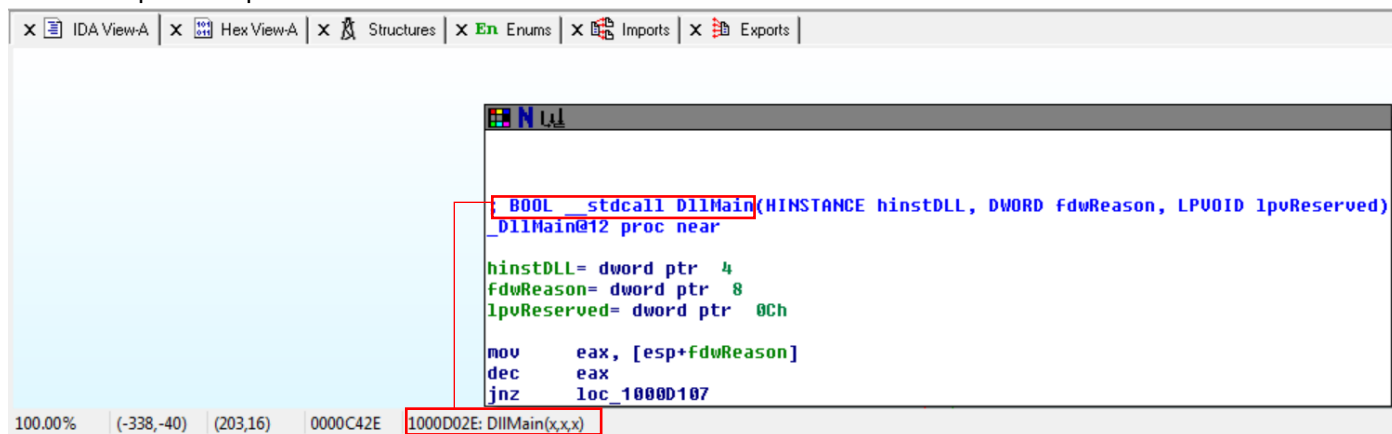 x IDA View-A x Hex View-A x Structures x En Enums x Imports x Exports
N
; BOOL __stdcall DllMain(HINSTANCE hinstDLL, DWORD fdwReason, LPVOID lpvReserved)
_DllMain@12 proc near
hinstDLL= dword ptr 4
fdwReason= dword ptr 8
lpvReserved= dword ptr 0Ch
mov eax, [esp+fdwReason]
dec eax
jnz loc_1000D107
100.00% (-338,-40) (203,16) 0000C42E 1000D02E: DllMain(x,x,x)